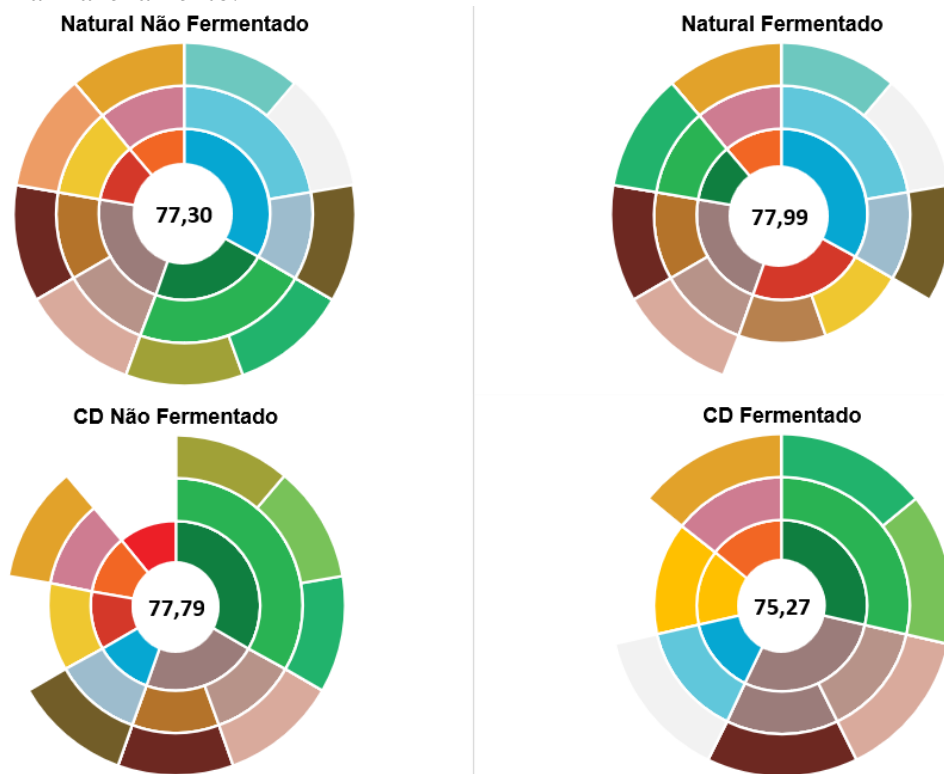 Natural Não Fermentado
Natural Fermentado
77,30
77,99
CD Não Fermentado
CD Fermentado
77,79
75,27